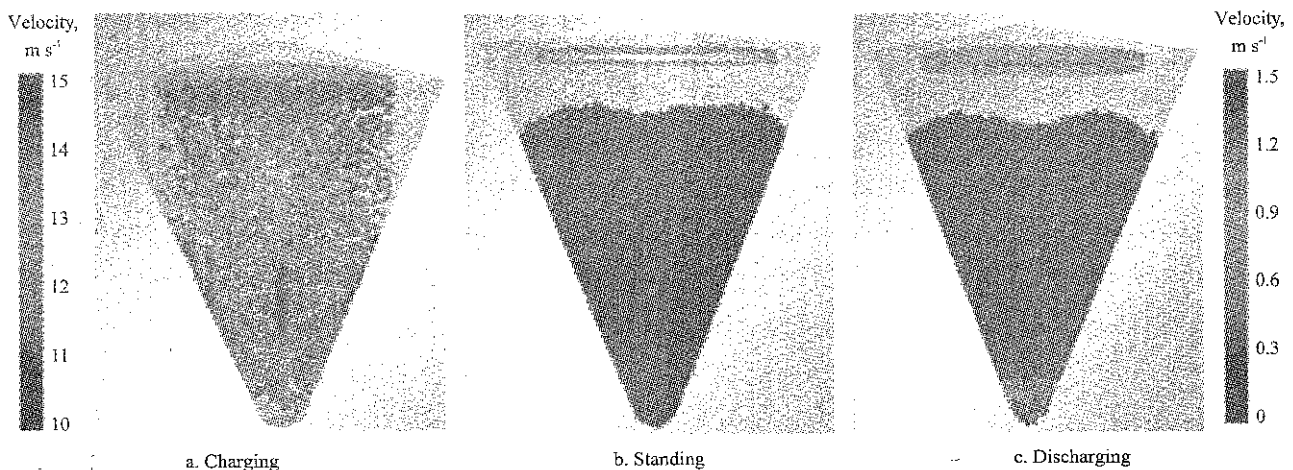 Velocity,
m s⁻¹
15
14
13
12
11
10
Velocity,
m s⁻¹
1.5
1.2
0.9
0.6
0.3
0
a. Charging
b. Standing
c. Discharging